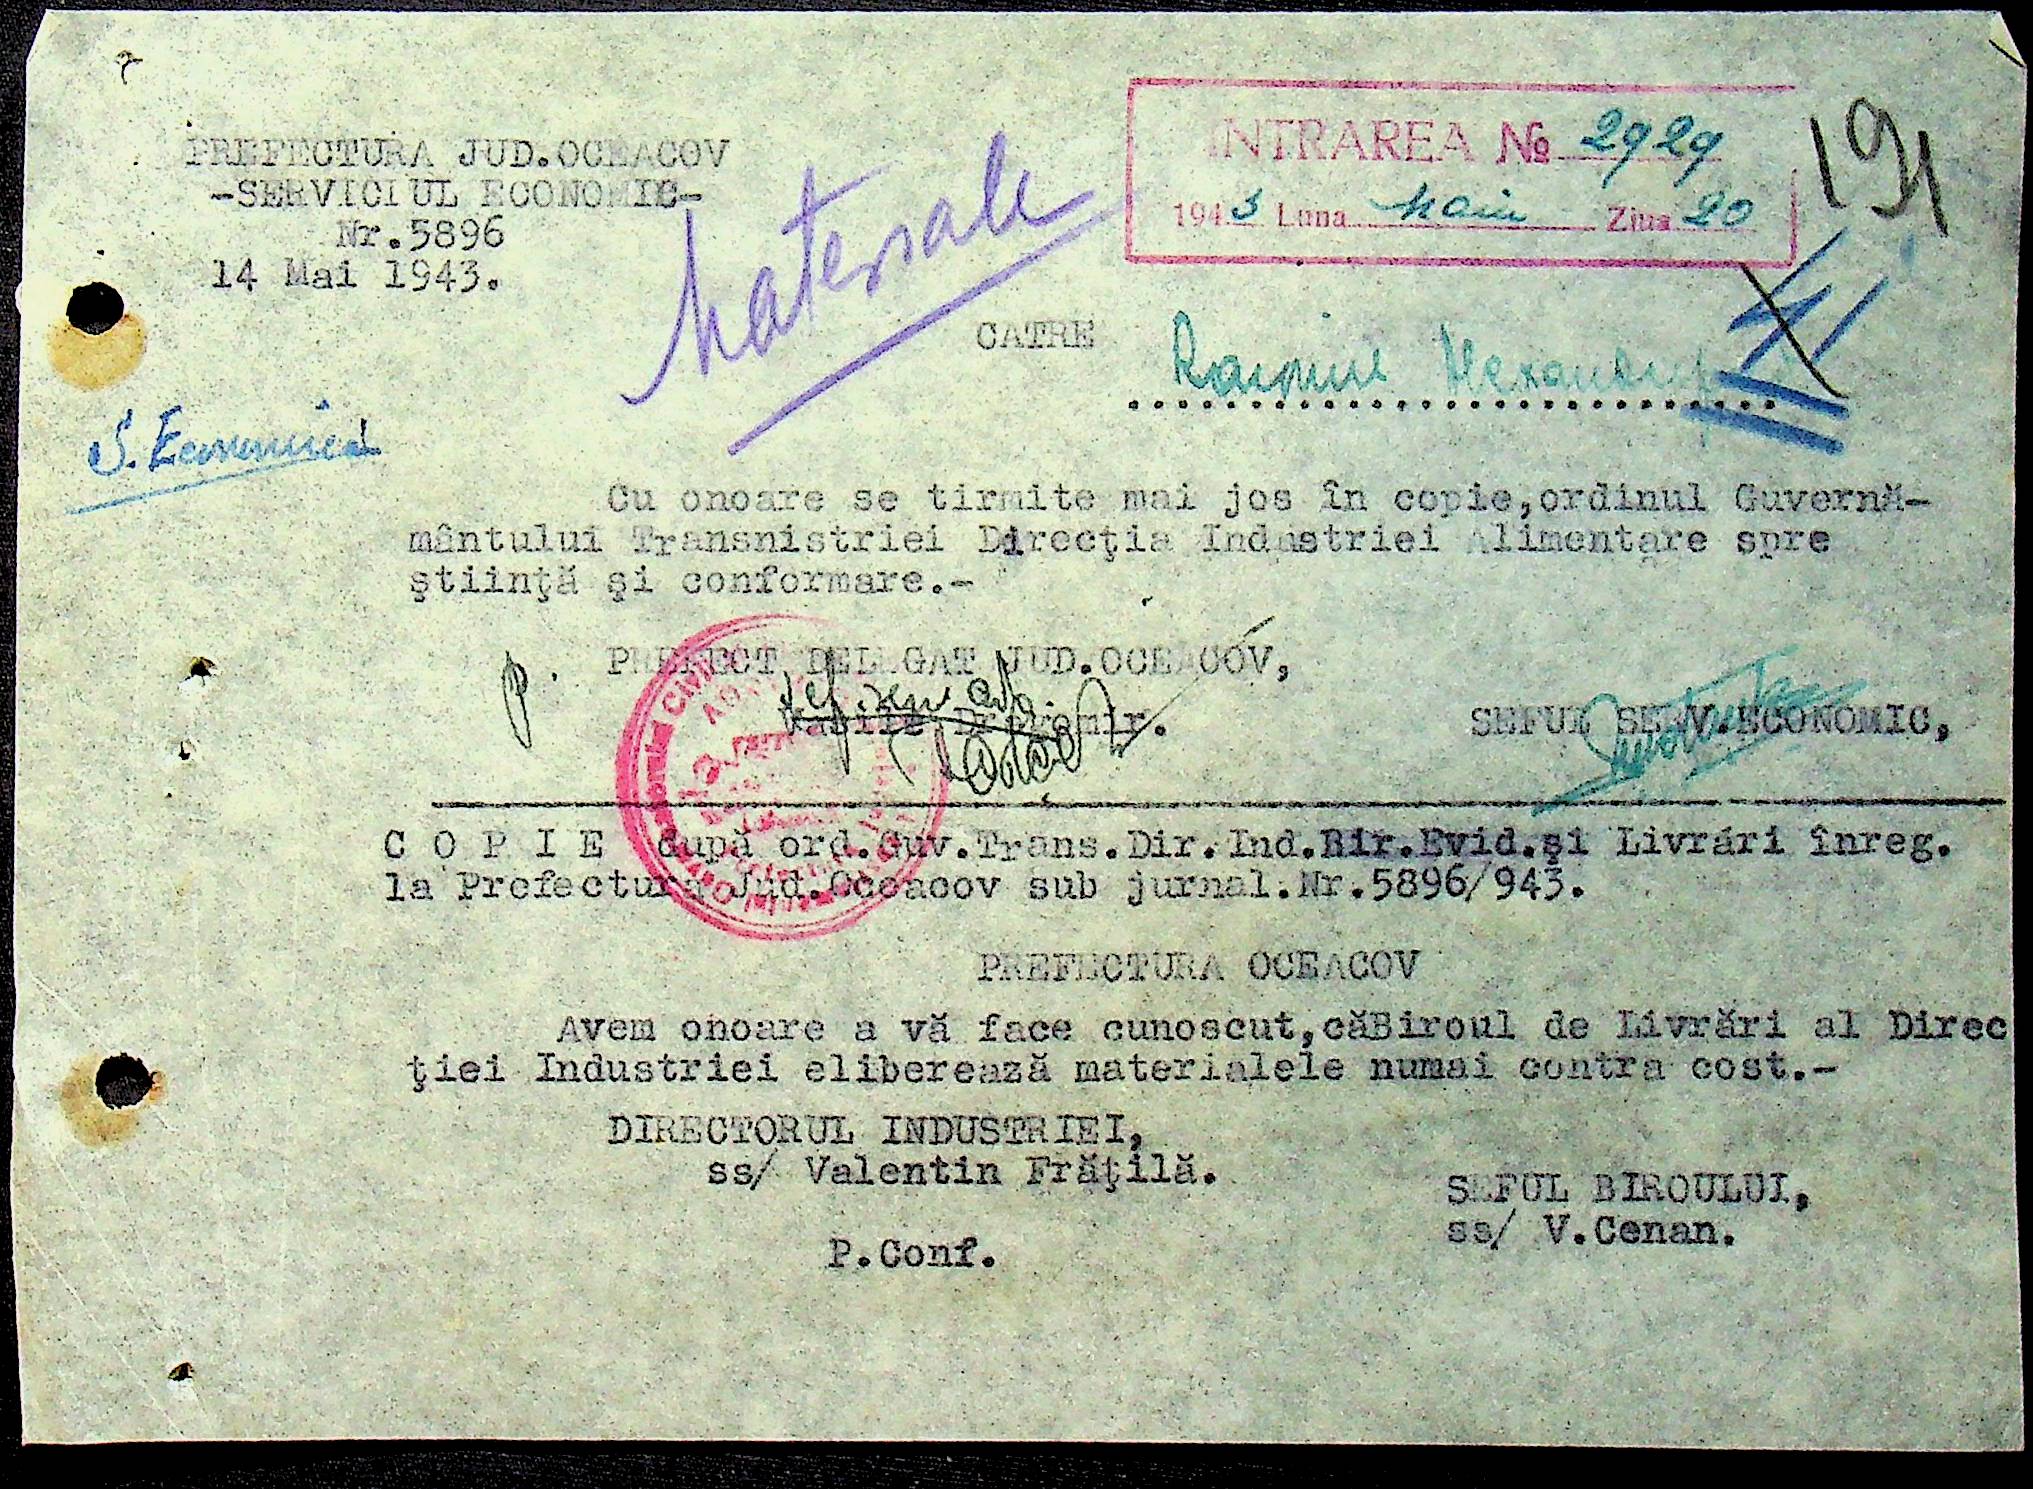 PREFECTURA JUD.OCEACOV
-SERVICIUL ECONOMIC-
Nr.5896
14 Mai 1943.
INTRAREA № 2929
1943 Luna Maiu Ziua 20
191
Materiale
CATRE
S. Economica
Cu onoare se tirmite mai jos în copie,ordinul Guvernă-
mântului Transnistriei Direcţia Industriei Alimentare spre
ştiinţă şi conformare.-
p. PREFECT DELEGAT JUD.OCEACOV,
Vasile Dragomir.
SEFUL SERV.ECONOMIC,
C O P I E după ord.Guv.Trans.Dir.Ind.Bir.Evid.şi Livrări înreg.
la Prefectura Jud.Oceacov sub jurnal.Nr.5896/943.
PREFECTURA OCEACOV
Avem onoare a vă face cunoscut,căBiroul de Livrări al Direc
ţiei Industriei eliberează materialele numai contra cost.-
DIRECTORUL INDUSTRIEI,
ss/ Valentin Frăţilă.
SEFUL BIROULUI,
ss/ V.Cenan.
P.Conf.